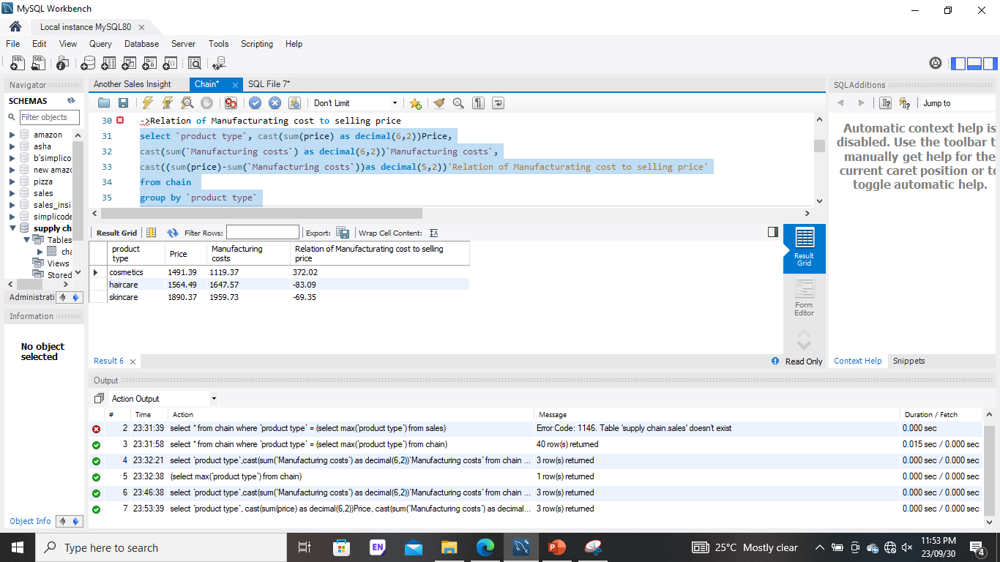 MySQL Workbench
Local instance MySQL80
File Edit View Query Database Server Tools Scripting Help
Navigator
SCHEMAS
Filter objects
amazon
asha
b'simplico
new amazo
pizza
sales
sales_insi
simplicode
supply ch
Tables
cha
Views
Stored
Administrati
Information
No object
selected
Object Info
Another Sales Insight Chain* SQL File 7*
Don't Limit
30 ->Relation of Manufacturating cost to selling price
31 select `product type`, cast(sum(price) as decimal(6,2))Price,
32 cast(sum(`Manufacturing costs`) as decimal(6,2))`Manufacturing costs`,
33 cast((sum(price)-sum(`Manufacturing costs`))as decimal(5,2))'Relation of Manufacturating cost to selling price'
34 from chain
35 group by `product type`
Result Grid Filter Rows: Export: Wrap Cell Content: IA
product type Price Manufacturing costs Relation of Manufacturating cost to selling price
cosmetics 1491.39 1119.37 372.02
haircare 1564.49 1647.57 -83.09
skincare 1890.37 1959.73 -69.35
Result
Grid
Form
Editor
Result 6
Read Only
SQLAdditions
Jump to
Automatic context help is
disabled. Use the toolbar t
manually get help for the
current caret position or to
toggle automatic help.
Context Help Snippets
Output
Action Output
# Time Action Message Duration / Fetch
2 23:31:39 select * from chain where `product type` = (select max(`product type`) from sales) Error Code: 1146. Table 'supply chain.sales' doesn't exist 0.000 sec
3 23:31:58 select * from chain where `product type` = (select max(`product type`) from chain) 40 row(s) returned 0.015 sec / 0.000 sec
4 23:32:21 select `product type`,cast(sum(`Manufacturing costs`) as decimal(6,2))`Manufacturing costs` from chain ... 3 row(s) returned 0.000 sec / 0.000 sec
5 23:32:38 (select max(`product type`) from chain) 1 row(s) returned 0.000 sec / 0.000 sec
6 23:46:38 select `product type`,cast(sum(`Manufacturing costs`) as decimal(6,2))`Manufacturing costs` from chain ... 3 row(s) returned 0.000 sec / 0.000 sec
7 23:53:39 select `product type`, cast(sum(price) as decimal(6,2))Price, cast(sum(`Manufacturing costs`) as decimal... 3 row(s) returned 0.000 sec / 0.000 sec
Type here to search
EN
25°C Mostly clear
11:53 PM
23/09/30
4